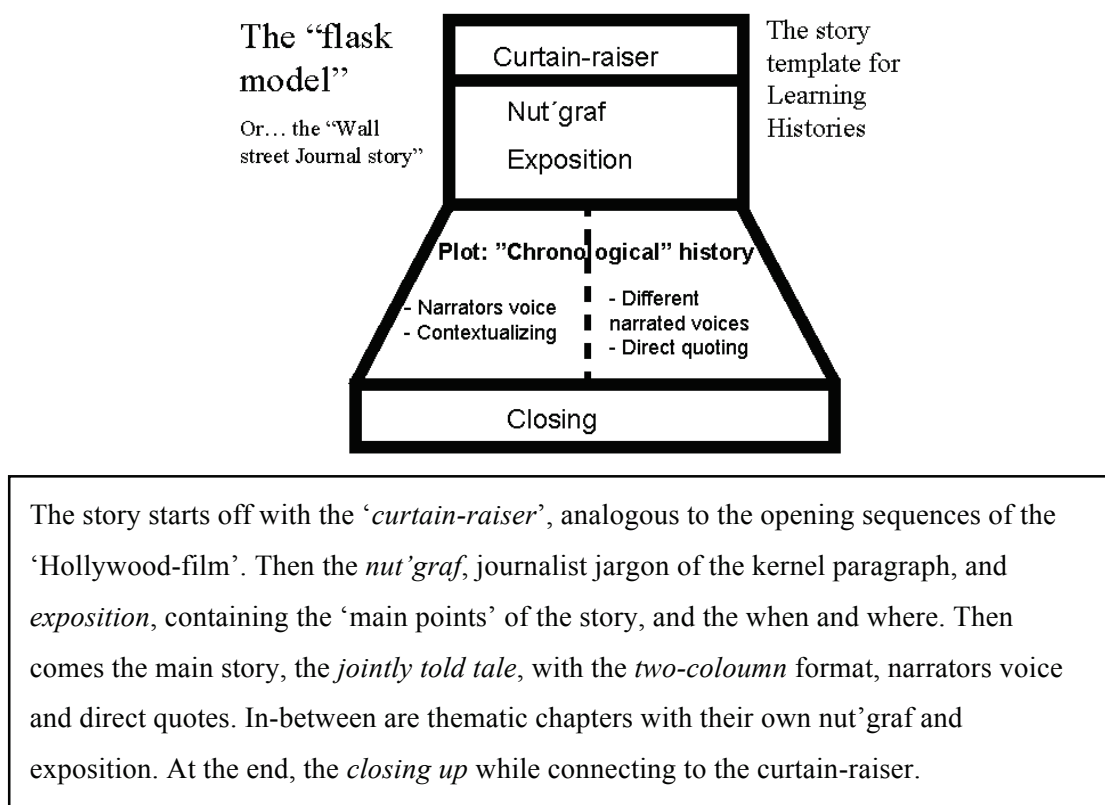 The “flask
model”
Or… the “Wall
street Journal story”
Curtain-raiser
Nut´graf
Exposition
The story
template for
Learning
Histories
Plot: ”Chronological” history
- Narrators voice
- Contextualizing
- Different
narrated voices
- Direct quoting
Closing
The story starts off with the ‘curtain-raiser’, analogous to the opening sequences of the
‘Hollywood-film’. Then the nut’graf, journalist jargon of the kernel paragraph, and
exposition, containing the ‘main points’ of the story, and the when and where. Then
comes the main story, the jointly told tale, with the two-coloumn format, narrators voice
and direct quotes. In-between are thematic chapters with their own nut’graf and
exposition. At the end, the closing up while connecting to the curtain-raiser.